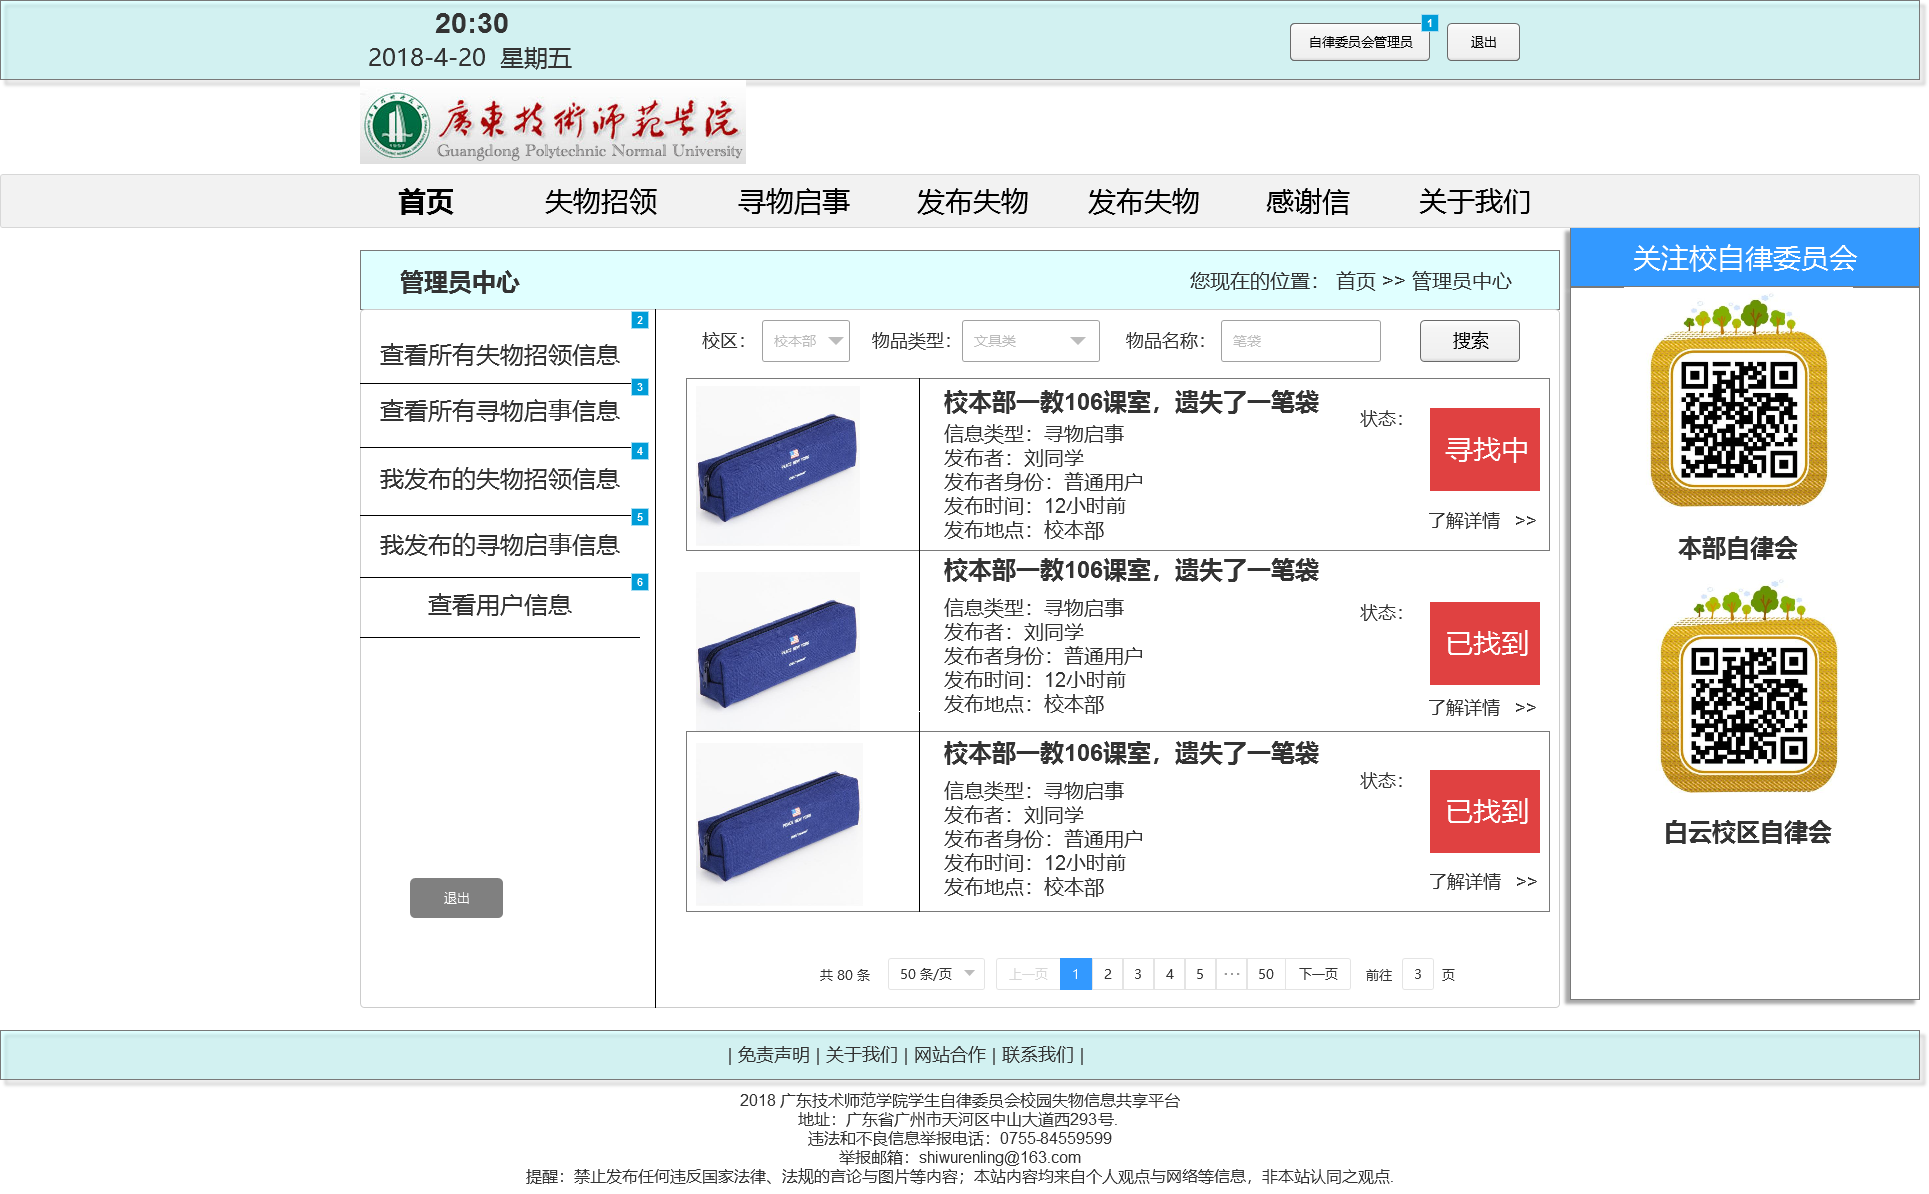 20:30
2018-4-20  星期五
1
自律委员会管理员
退出
1957
廣東技術师范学院
Guangdong Polytechnic Normal University
首页
失物招领
寻物启事
发布失物
发布失物
感谢信
关于我们
管理员中心
您现在的位置： 首页 >> 管理员中心
2
查看所有失物招领信息
3
查看所有寻物启事信息
4
我发布的失物招领信息
5
我发布的寻物启事信息
6
查看用户信息
退出
校区： 校本部
物品类型： 文具类
物品名称： 笔袋
搜索
校本部一教106课室，遗失了一笔袋
信息类型：寻物启事
发布者：刘同学
发布者身份：普通用户
发布时间：12小时前
发布地点：校本部
状态：
寻找中
了解详情 >>
校本部一教106课室，遗失了一笔袋
信息类型：寻物启事
发布者：刘同学
发布者身份：普通用户
发布时间：12小时前
发布地点：校本部
状态：
已找到
了解详情 >>
校本部一教106课室，遗失了一笔袋
信息类型：寻物启事
发布者：刘同学
发布者身份：普通用户
发布时间：12小时前
发布地点：校本部
状态：
已找到
了解详情 >>
共 80 条 50 条/页 上一页 1 2 3 4 5 ··· 50 下一页 前往 3 页
关注校自律委员会
本部自律会
白云校区自律会
| 免责声明 | 关于我们 | 网站合作 | 联系我们 |
2018 广东技术师范学院学生自律委员会校园失物信息共享平台
地址：广东省广州市天河区中山大道西293号.
违法和不良信息举报电话：0755-84559599
举报邮箱：shiwurenling@163.com
提醒：禁止发布任何违反国家法律、法规的言论与图片等内容；本站内容均来自个人观点与网络等信息，非本站认同之观点.